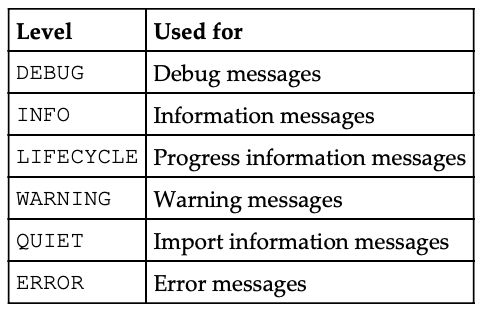 Level Used for
DEBUG Debug messages
INFO Information messages
LIFECYCLE Progress information messages
WARNING Warning messages
QUIET Import information messages
ERROR Error messages